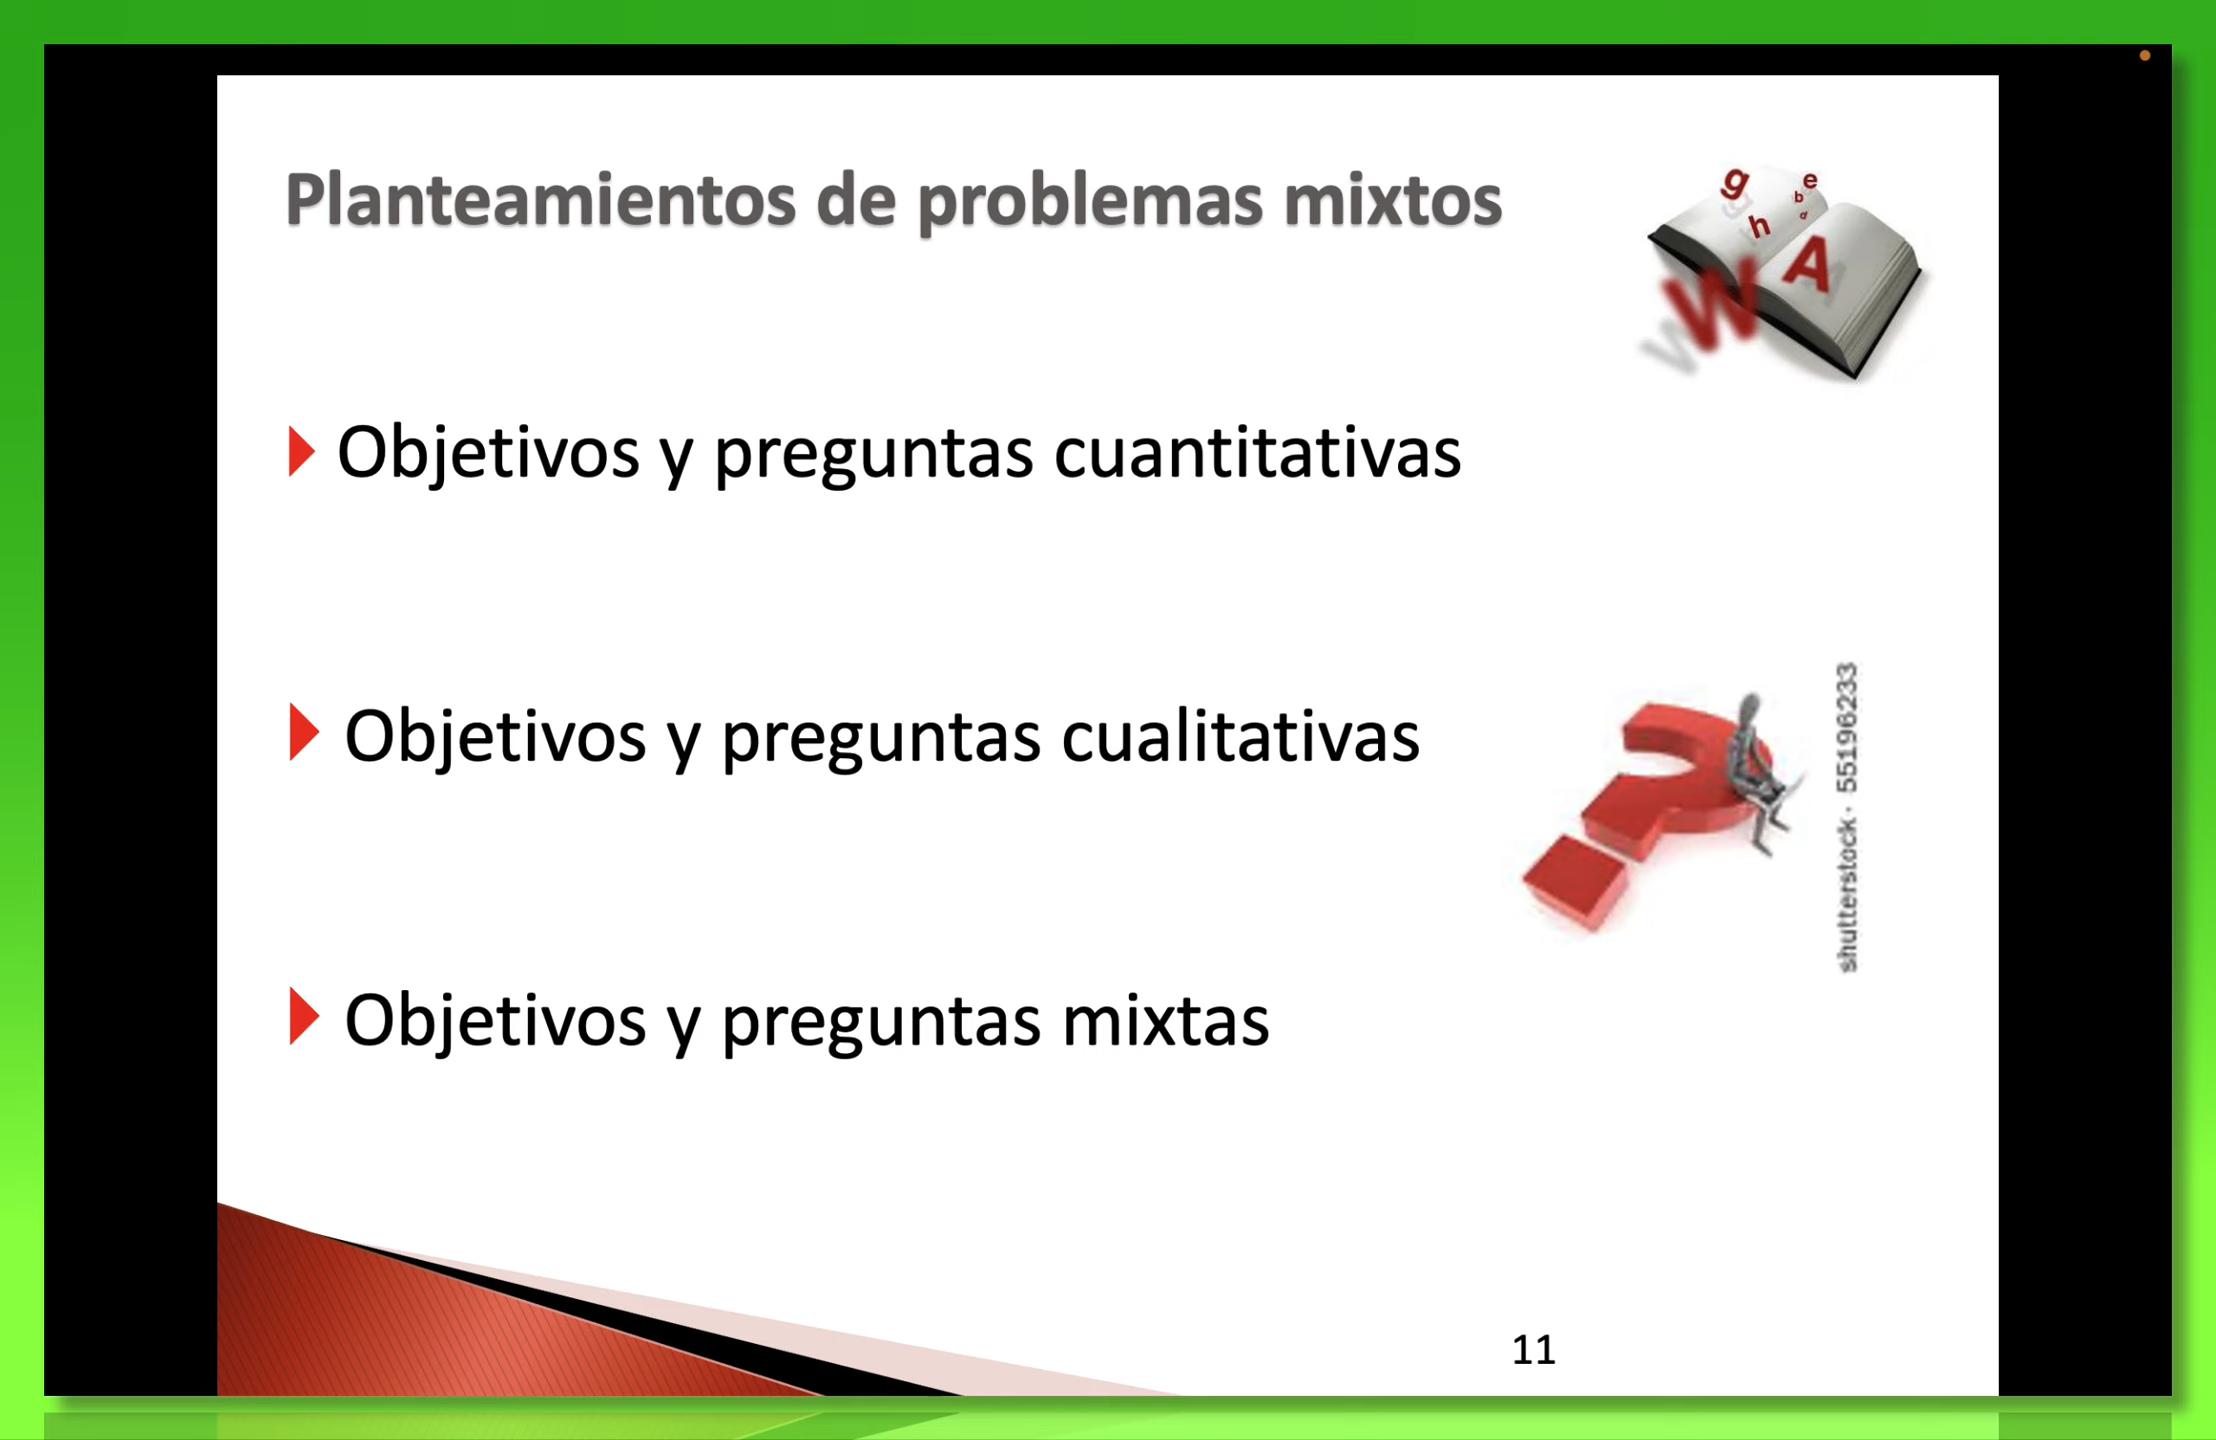 Planteamientos de problemas mixtos
g
e
b
d
h
A
W
Objetivos y preguntas cuantitativas
Objetivos y preguntas cualitativas
shutterstock · 55196233
Objetivos y preguntas mixtas
11